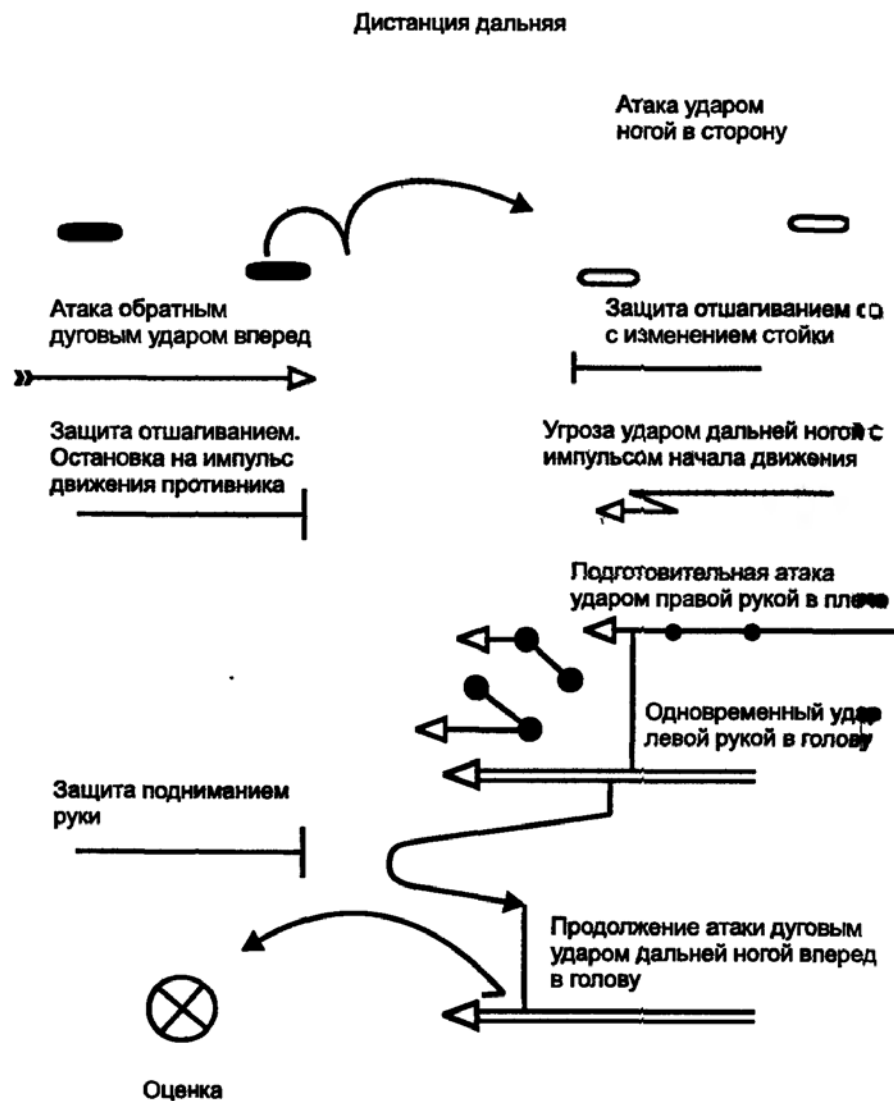 Дистанция дальняя
Атака ударом
ногой в сторону
Атака обратным
дуговым ударом вперед
Защита отшагиванием
с изменением стойки
Защита отшагиванием.
Остановка на импульс
движения противника
Угроза ударом дальней ногой с
импульсом начала движения
Подготовительная атака
ударом правой рукой в
Одновременный удар
левой рукой в голову
Защита подниманием
руки
Продолжение атаки дуговым
ударом дальней ногой вперед
в голову
Оценка